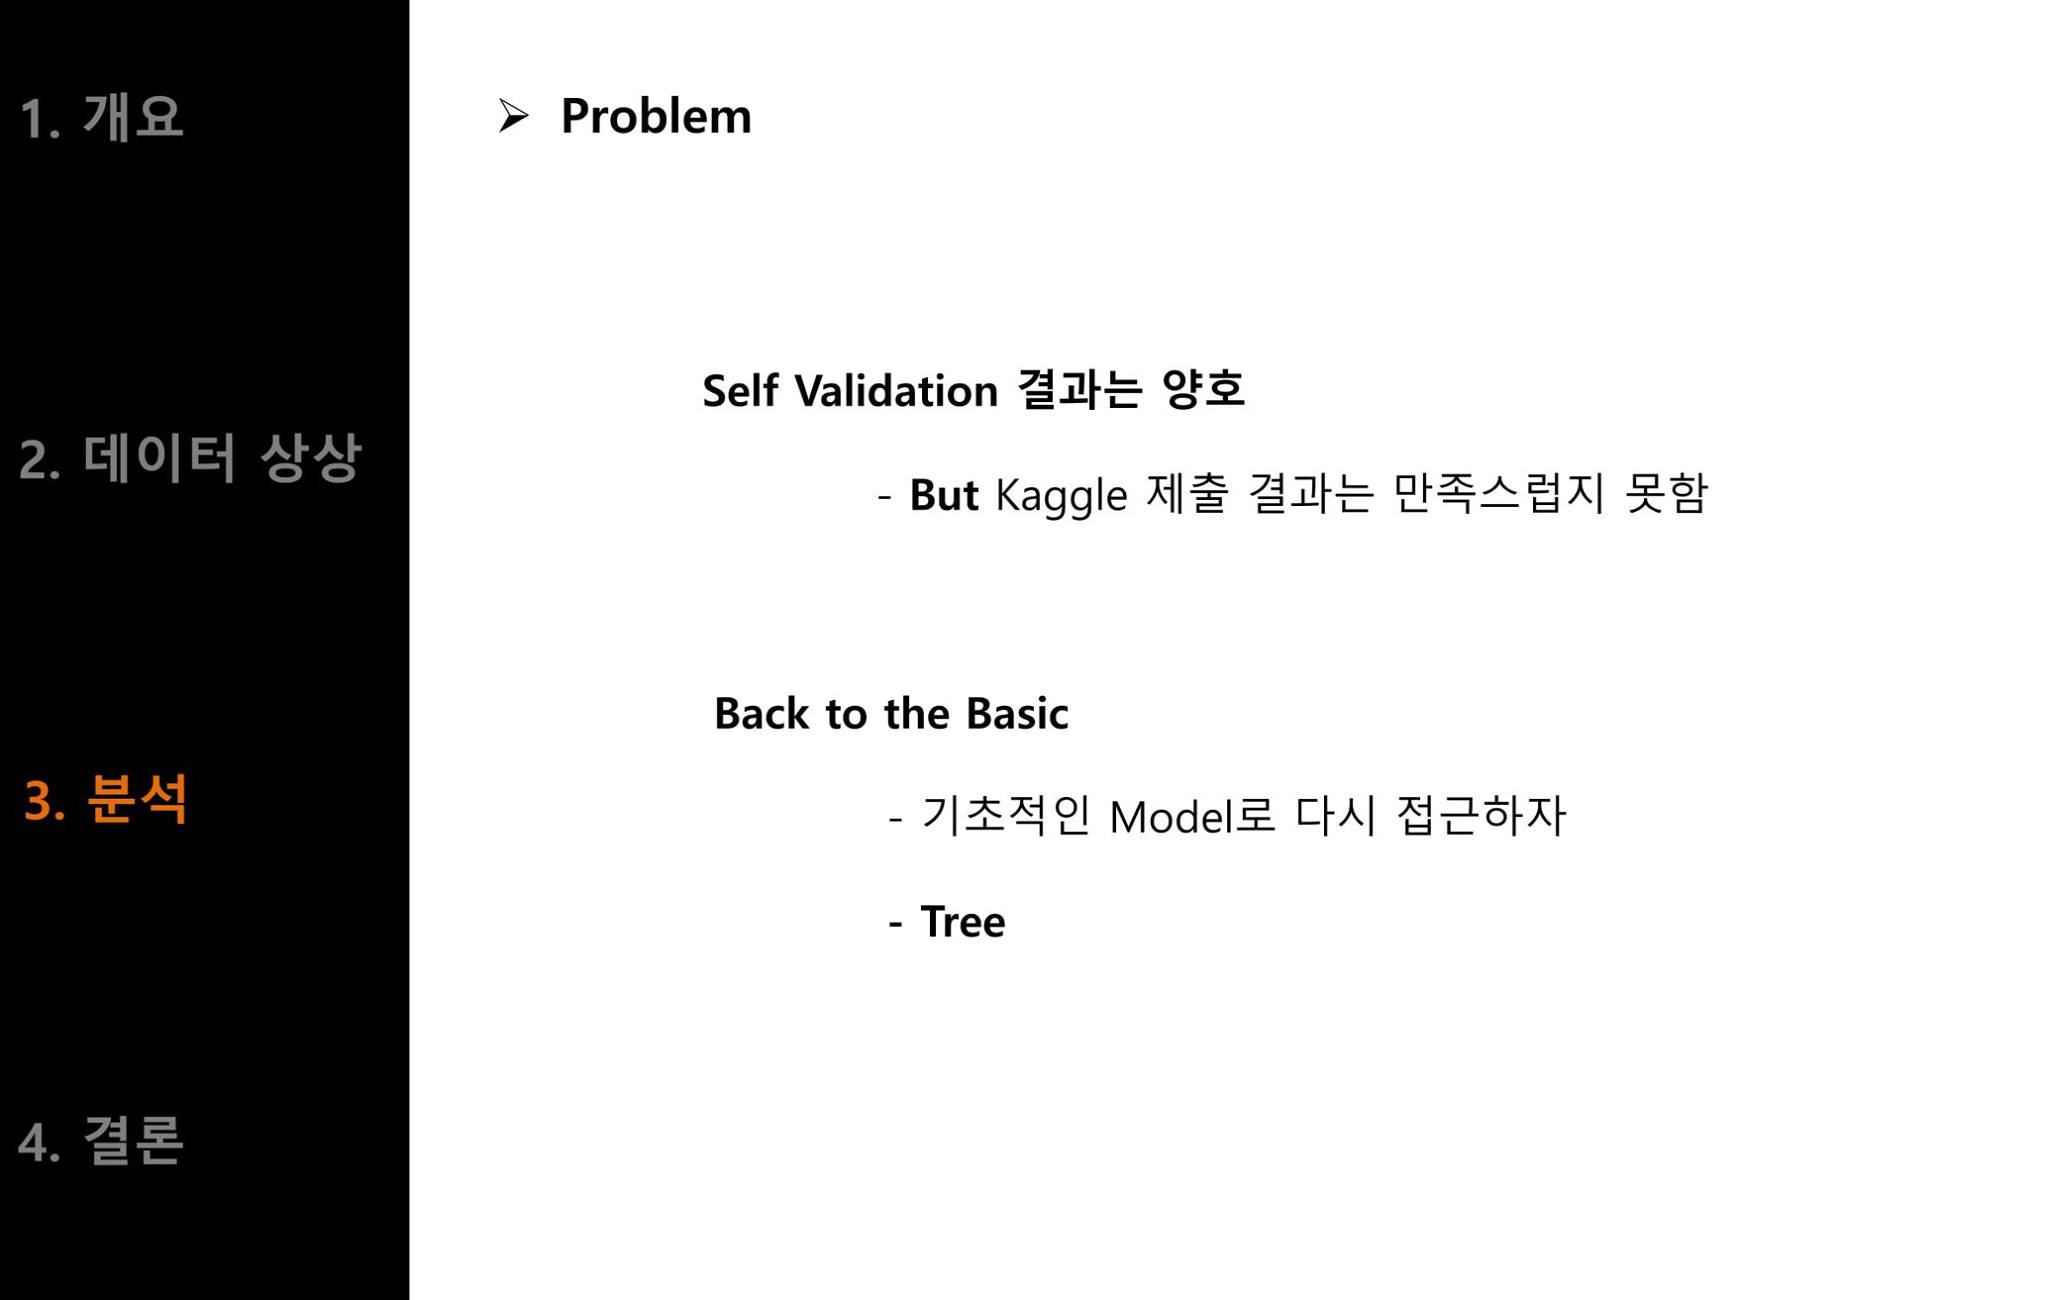 1. 개요
2. 데이터 상상
3. 분석
4. 결론
➢ Problem
Self Validation 결과는 양호
- But Kaggle 제출 결과는 만족스럽지 못함
Back to the Basic
- 기초적인 Model로 다시 접근하자
- Tree